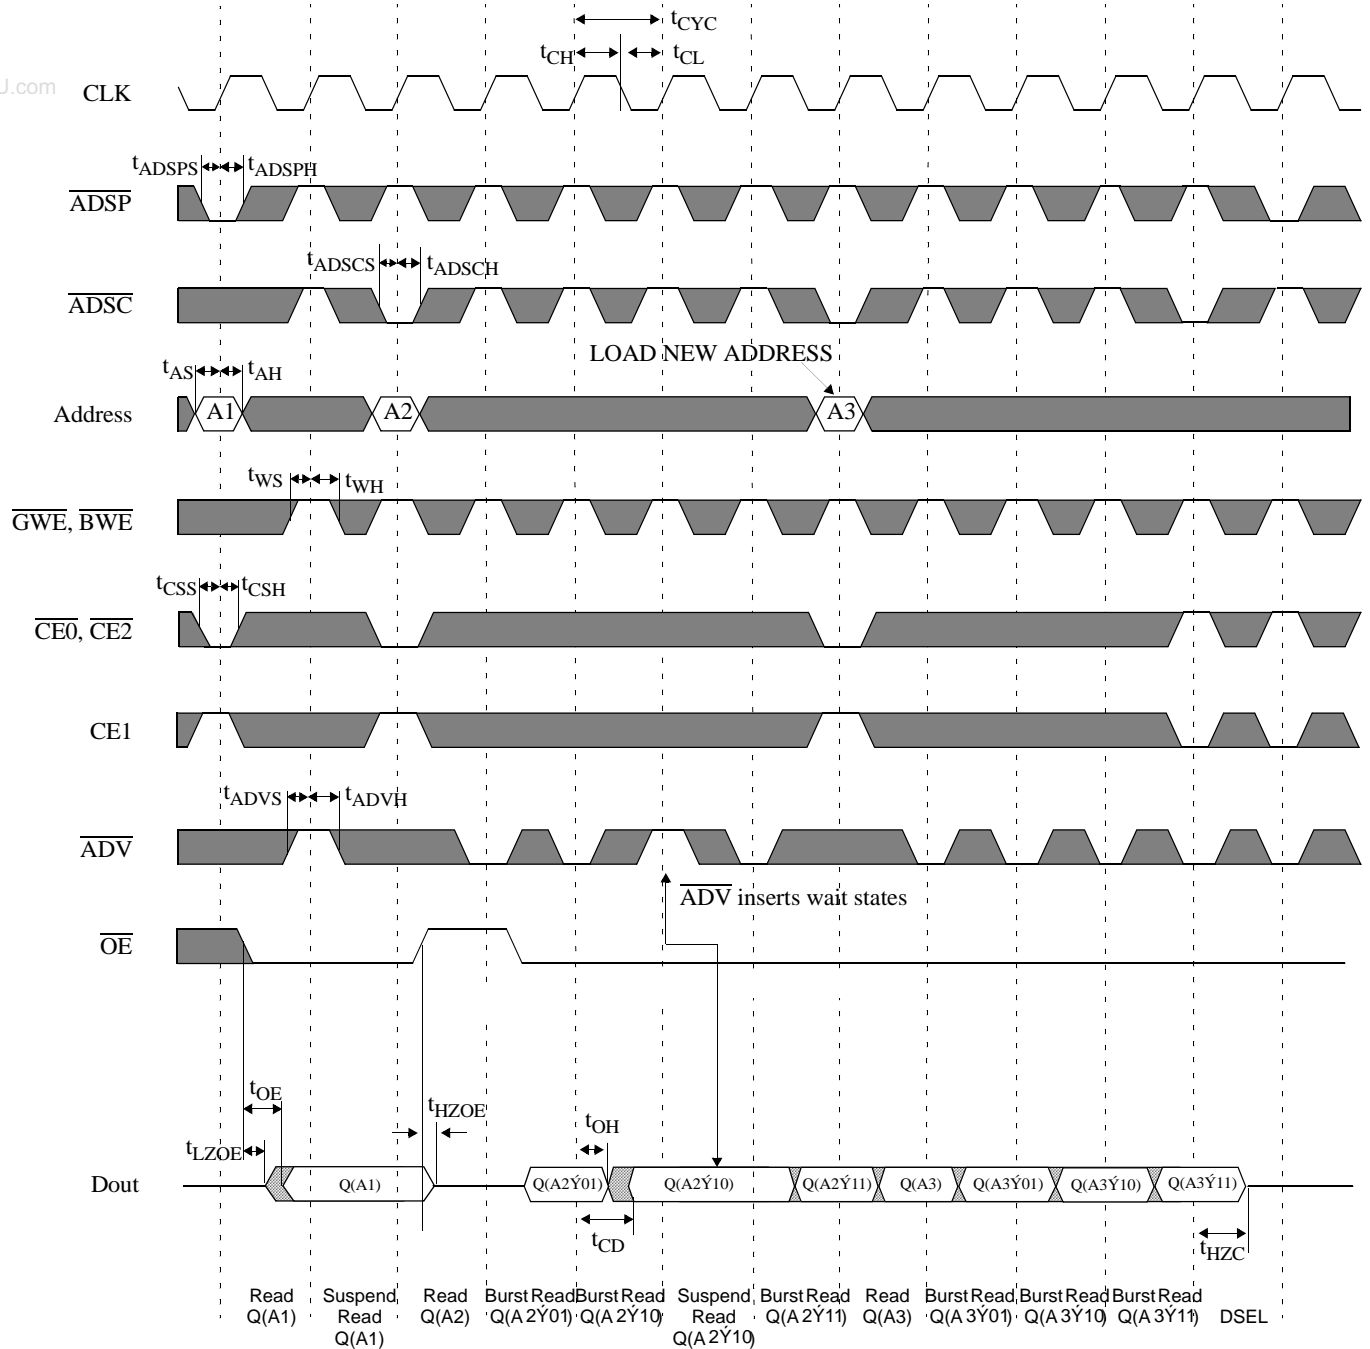 tCYC
tCH
tCL
U.com
CLK
tADSPS
tADSPH
ADSP
tADSCS
tADSCH
ADSC
LOAD NEW ADDRESS
tAS
tAH
Address
A1
A2
A3
tWS
tWH
GWE, BWE
tCSS
tCSH
CE0, CE2
CE1
tADVS
tADVH
ADV
ADV inserts wait states
OE
tOE
tHZOE
tOH
tLZOE
Dout
Q(A1)
Q(A2Ý01)
Q(A2Ý10)
Q(A2Ý11)
Q(A3)
Q(A3Ý01)
Q(A3Ý10)
Q(A3Ý11)
tCD
tHZC
Read
Q(A1)
Suspend
Read
Q(A1)
Read
Q(A2)
Burst Read
Q(A 2Ý01)
Burst Read
Q(A 2Ý10)
Suspend
Read
Q(A 2Ý10)
Burst Read
Q(A 2Ý11)
Read
Q(A3)
Burst Read
Q(A 3Ý01)
Burst Read
Q(A 3Ý10)
Burst Read
Q(A 3Ý11)
DSEL